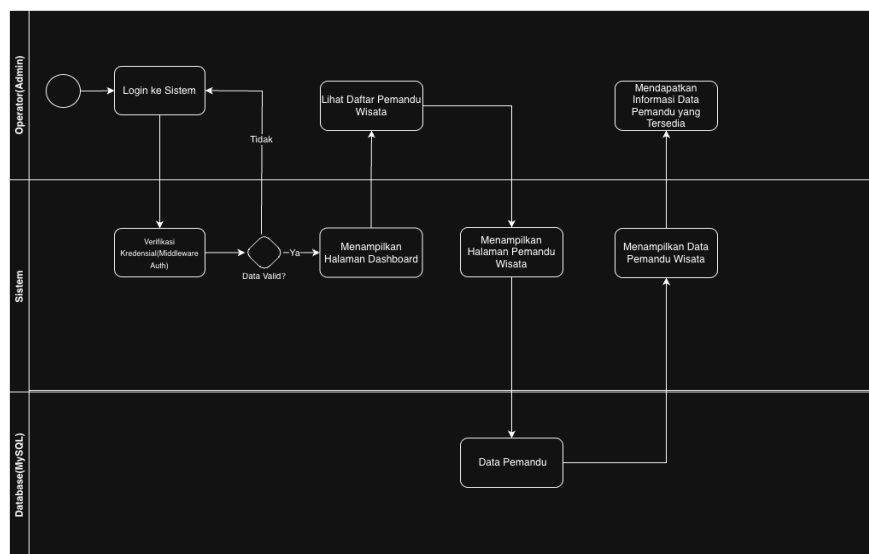 Operator(Admin)
Login ke Sistem
Tidak
Lihat Daftar Pemandu
Wisata
Mendapatkan
Informasi Data
Pemandu yang
Tersedia
Sistem
Verifikasi
Kredensial(Middleware
Auth)
Data Valid?
Ya
Menampilkan
Halaman Dashboard
Menampilkan
Halaman Pemandu
Wisata
Menampilkan Data
Pemandu Wisata
Database(MySQL)
Data Pemandu